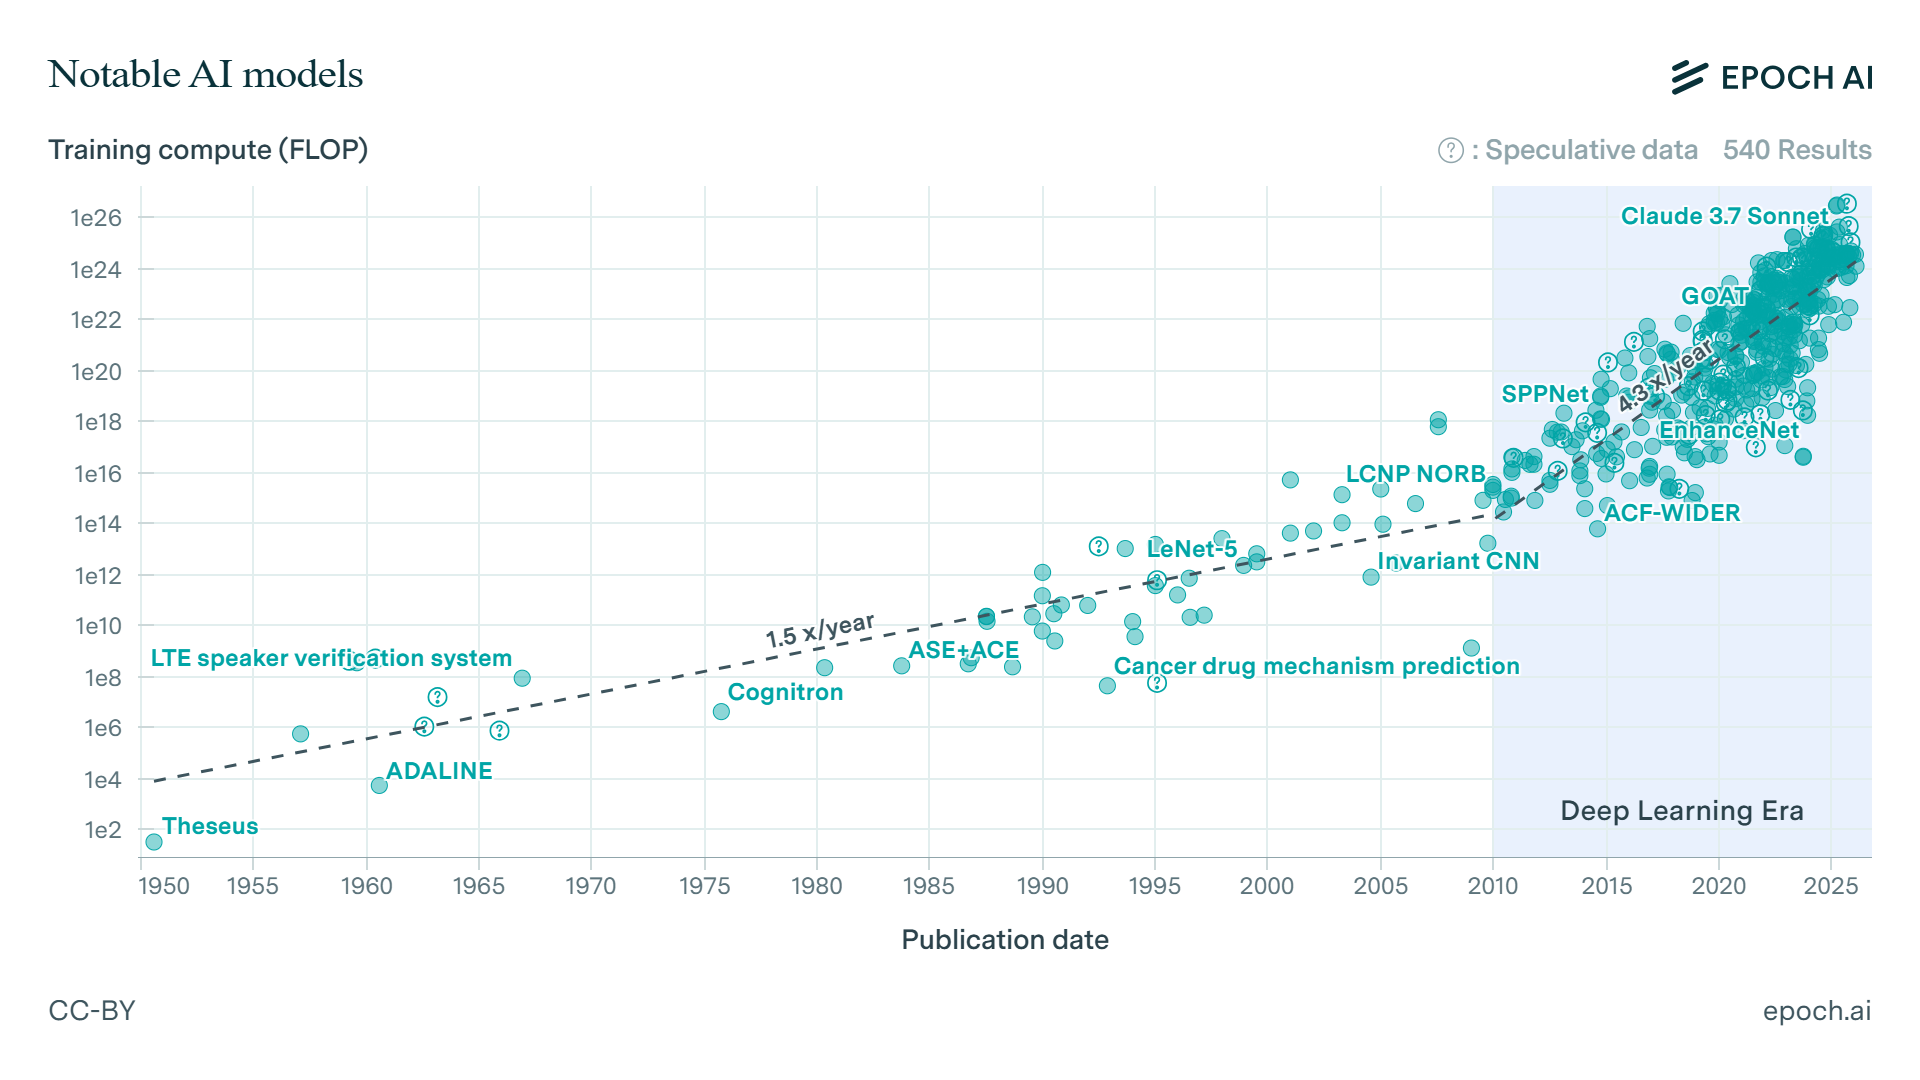 Notable AI models
EPOCH AI
Training compute (FLOP)
? : Speculative data 540 Results
1e26
1e24
1e22
1e20
1e18
1e16
1e14
1e12
1e10
1e8
1e6
1e4
1e2
Claude 3.7 Sonnet
GOAT
4.3 x/year
SPPNet
EnhanceNet
LCNP NORB
ACF-WIDER
LeNet-5
Invariant CNN
1.5 x/year
ASE+ACE
LTE speaker verification system
Cancer drug mechanism prediction
Cognitron
ADALINE
Theseus
Deep Learning Era
1950 1955 1960 1965 1970 1975 1980 1985 1990 1995 2000 2005 2010 2015 2020 2025
Publication date
CC-BY
epoch.ai